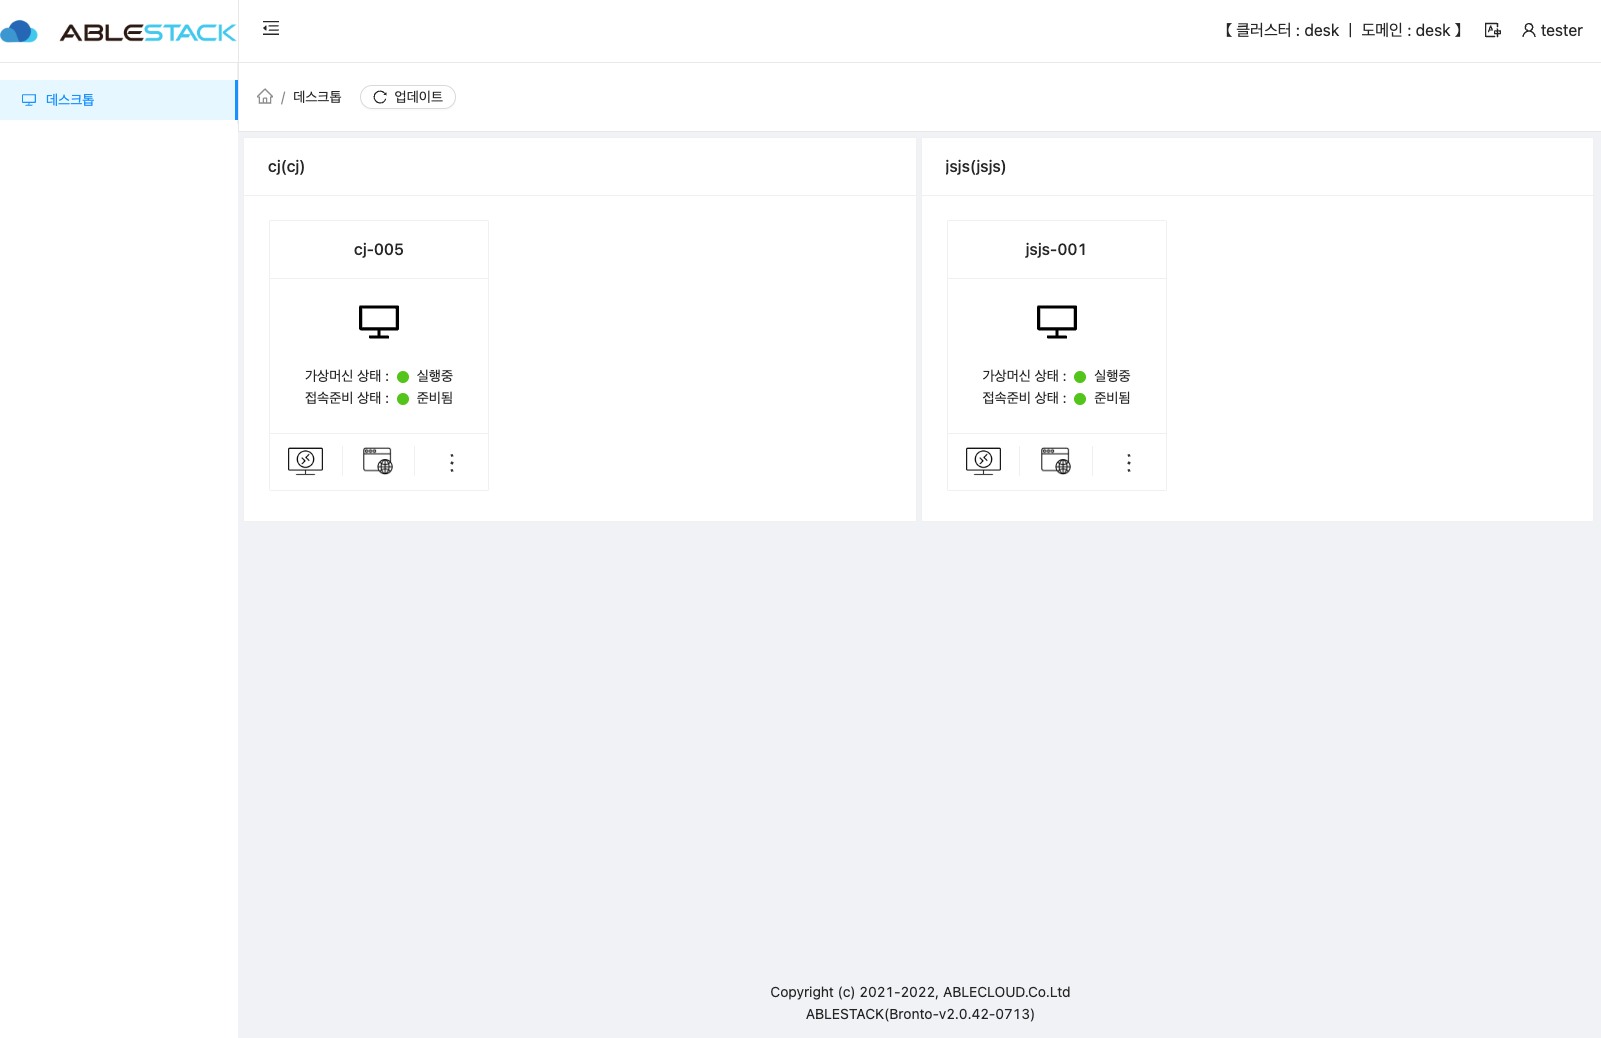 ABLESTACK
【 클러스터 : desk ㅣ 도메인 : desk 】 tester
데스크톱
/ 데스크톱 업데이트
cj(cj)
cj-005
가상머신 상태 : 실행중
접속준비 상태 : 준비됨
jsjs(jsjs)
jsjs-001
가상머신 상태 : 실행중
접속준비 상태 : 준비됨
Copyright (c) 2021-2022, ABLECLOUD.Co.Ltd
ABLESTACK(Bronto-v2.0.42-0713)